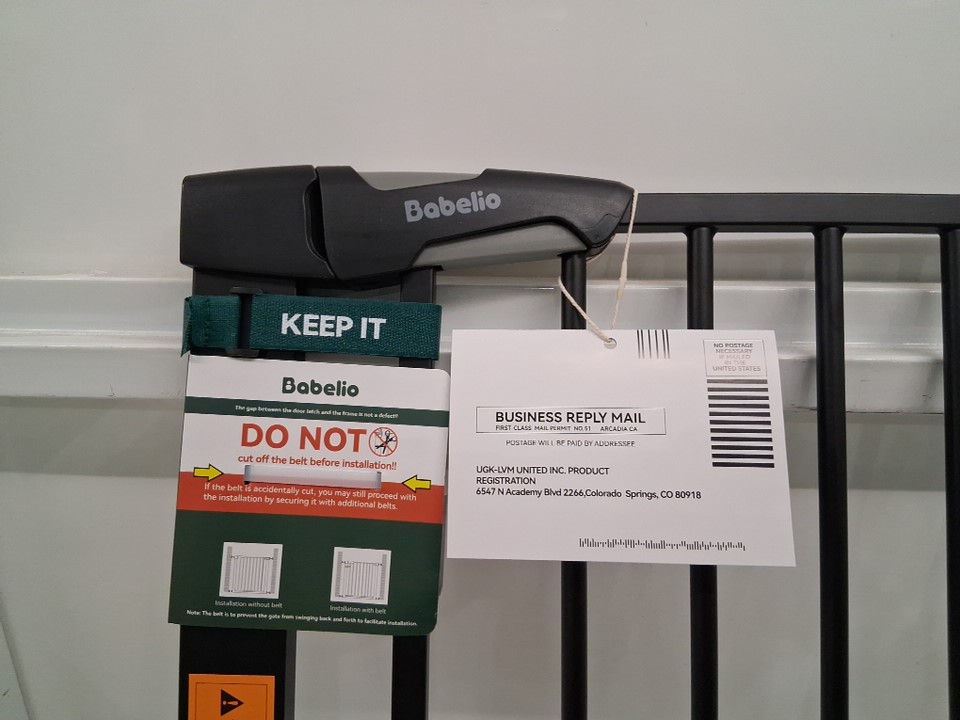 Babelio
KEEP IT
Babelio
The gap between the door latch and the frame is not a defect!!
DO NOT
cut off the belt before installation!!
If the belt is accidentally cut, you may still proceed with
the installation by securing it with additional belts.
Installation without belt
Installation with belt
Note: The belt is to prevent the gate from swinging back and forth to facilitate installation.
NO POSTAGE
NECESSARY
IF MAILED
IN THE
UNITED STATES
BUSINESS REPLY MAIL
FIRST CLASS MAIL PERMIT NO.51 ARCADIA CA
POSTAGE WILL BE PAID BY ADDRESSEE
UGK-LVM UNITED INC. PRODUCT
REGISTRATION
6547 N Academy Blvd 2266,Colorado Springs, CO 80918